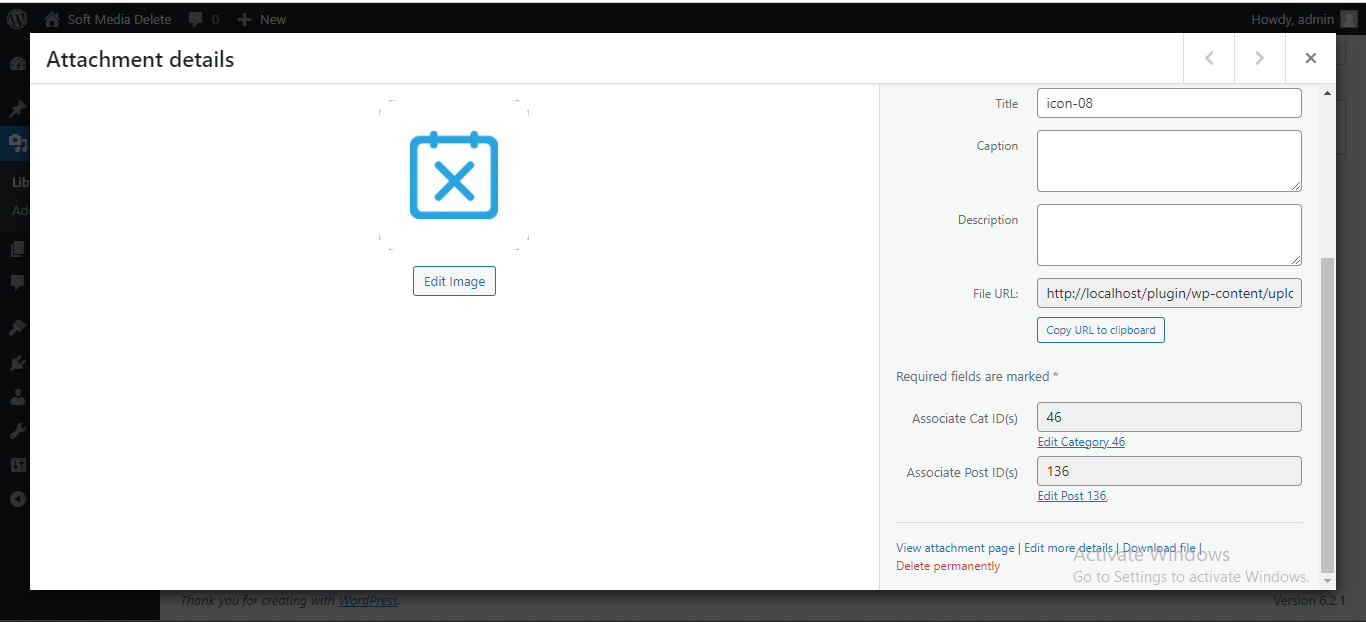 Soft Media Delete 0 New Howdy, admin
Attachment details
Lib
Add
Title icon-08
Caption
Description
File URL: http://localhost/plugin/wp-content/uplc
Copy URL to clipboard
Edit Image
Required fields are marked *
Associate Cat ID(s) 46
Edit Category 46
Associate Post ID(s) 136
Edit Post 136,
View attachment page | Edit more details | Download file |
Delete permanently
Activate Windows
Go to Settings to activate Windows.
Thank you for creating with WordPress. Version 6.2.1